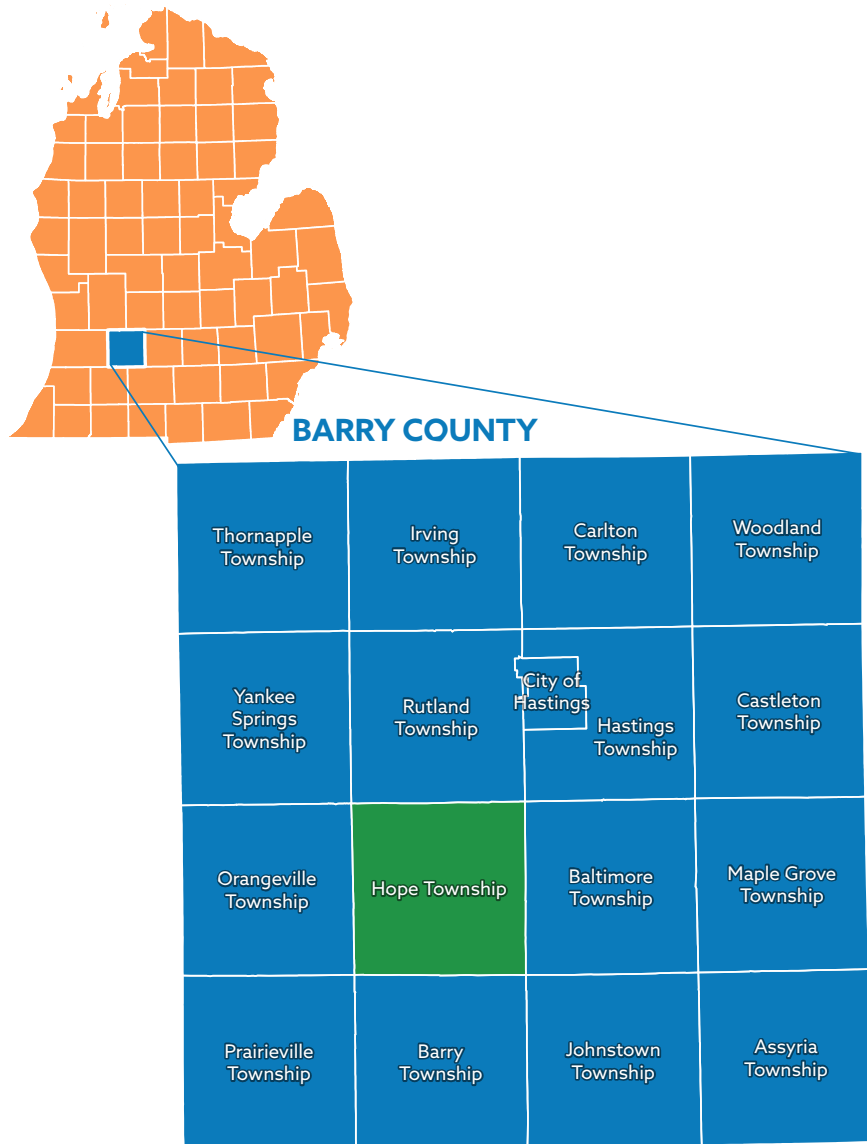 BARRY COUNTY
Thornapple
Township
Irving
Township
Carlton
Township
Woodland
Township
Yankee
Springs
Township
Rutland
Township
City of
Hastings
Hastings
Township
Castleton
Township
Orangeville
Township
Hope Township
Baltimore
Township
Maple Grove
Township
Prairieville
Township
Barry
Township
Johnstown
Township
Assyria
Township